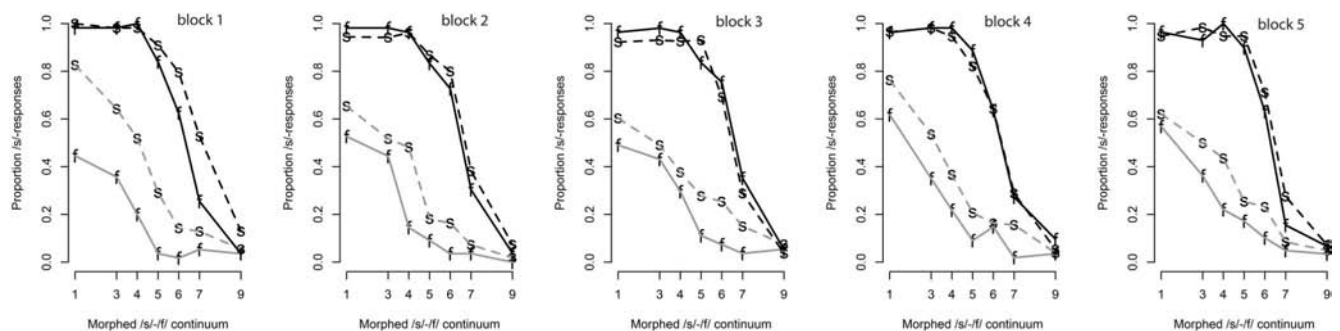 block 1
Proportion /s/-responses
1.0
0.8
0.6
0.4
0.2
0.0
S S S S S S S
f f f f f f f
S S S S S S S
f f f f f f f
1 3 4 5 6 7 9
Morphed /s/-/f/ continuum
block 2
Proportion /s/-responses
1.0
0.8
0.6
0.4
0.2
0.0
S S S S S S S
f f f f f f f
S S S S S S S
f f f f f f f
1 3 4 5 6 7 9
Morphed /s/-/f/ continuum
block 3
Proportion /s/-responses
1.0
0.8
0.6
0.4
0.2
0.0
S S S S S S S
f f f f f f f
S S S S S S S
f f f f f f f
1 3 4 5 6 7 9
Morphed /s/-/f/ continuum
block 4
Proportion /s/-responses
1.0
0.8
0.6
0.4
0.2
0.0
S S S S S S S
f f f f f f f
S S S S S S S
f f f f f f f
1 3 4 5 6 7 9
Morphed /s/-/f/ continuum
block 5
Proportion /s/-responses
1.0
0.8
0.6
0.4
0.2
0.0
S S S S S S S
f f f f f f f
S S S S S S S
f f f f f f f
1 3 4 5 6 7 9
Morphed /s/-/f/ continuum